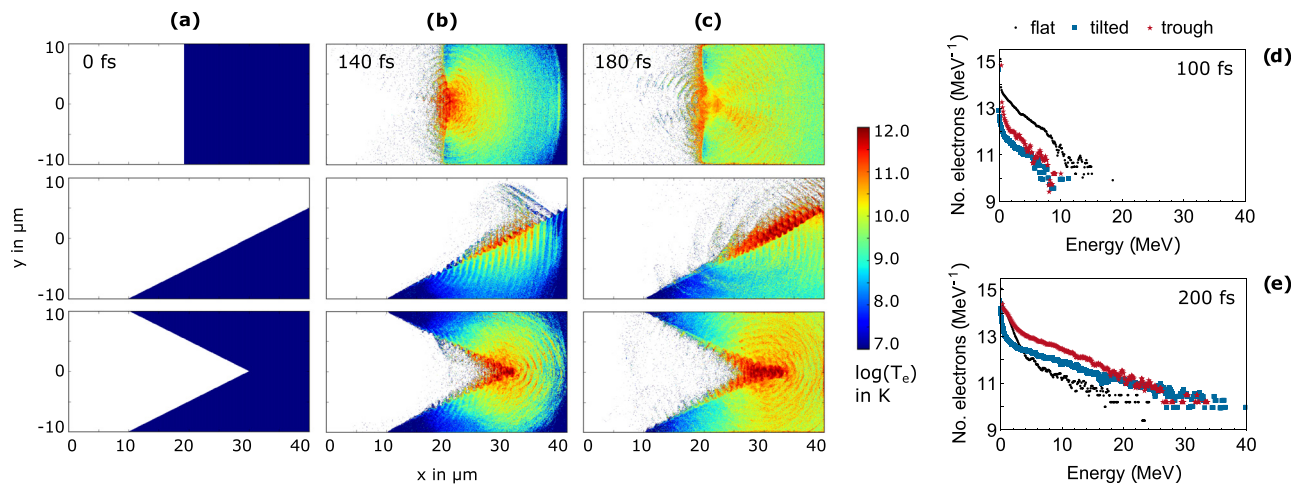 (a)
(b)
(c)
0 fs
140 fs
180 fs
10
0
-10
10
0
-10
10
0
-10
y in µm
0 10 20 30 40
0 10 20 30 40
0 10 20 30 40
x in µm
12.0
11.0
10.0
9.0
8.0
7.0
log(Te)
in K
flat tilted trough
(d)
100 fs
15
13
11
9
No. electrons (MeV⁻¹)
0 10 20 30 40
Energy (MeV)
(e)
200 fs
15
13
11
9
No. electrons (MeV⁻¹)
0 10 20 30 40
Energy (MeV)